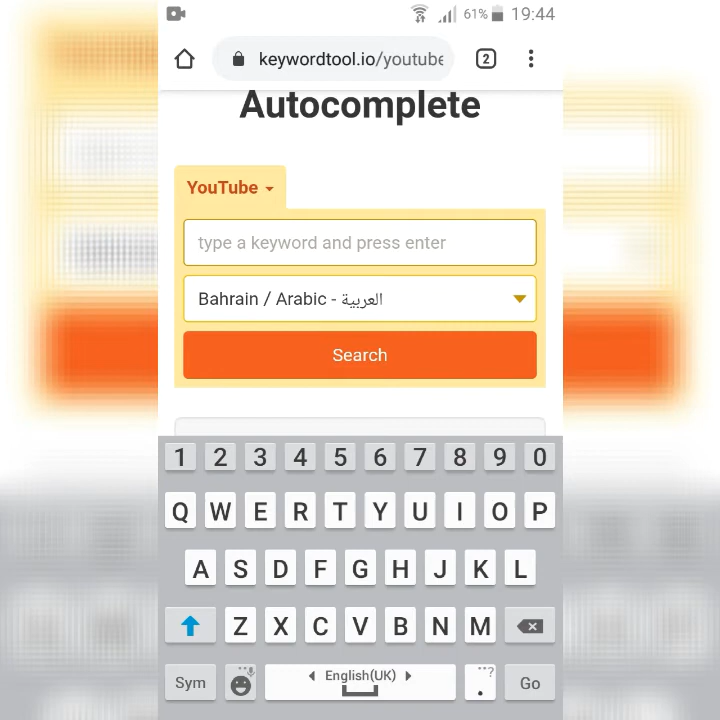 61% 19:44
keywordtool.io/youtube 2
Autocomplete
YouTube
type a keyword and press enter
Bahrain / Arabic - العربية
Search
1 2 3 4 5 6 7 8 9 0
Q W E R T Y U I O P
A S D F G H J K L
Z X C V B N M
Sym English(UK) . Go